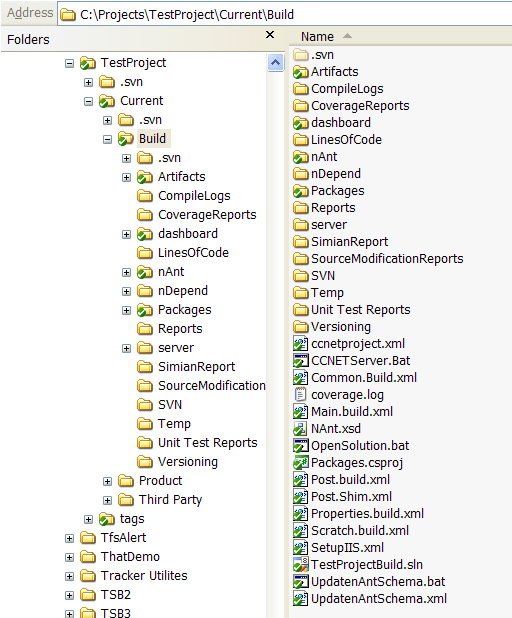 Address C:\Projects\TestProject\Current\Build
Folders
TestProject
.svn
Current
.svn
Build
.svn
Artifacts
CompileLogs
CoverageReports
dashboard
LinesOfCode
nAnt
nDepend
Packages
Reports
server
SimianReport
SourceModification
SVN
Temp
Unit Test Reports
Versioning
Product
Third Party
tags
TfsAlert
ThatDemo
Tracker Utilites
TSB2
TSB3
Name
.svn
Artifacts
CompileLogs
CoverageReports
dashboard
LinesOfCode
nAnt
nDepend
Packages
Reports
server
SimianReport
SourceModificationReports
SVN
Temp
Unit Test Reports
Versioning
ccnetproject.xml
CCNETServer.Bat
Common.Build.xml
coverage.log
Main.build.xml
NAnt.xsd
OpenSolution.bat
Packages.csproj
Post.build.xml
Post.Shim.xml
Properties.build.xml
Scratch.build.xml
SetupIIS.xml
TestProjectBuild.sln
UpdatenAntSchema.bat
UpdatenAntSchema.xml